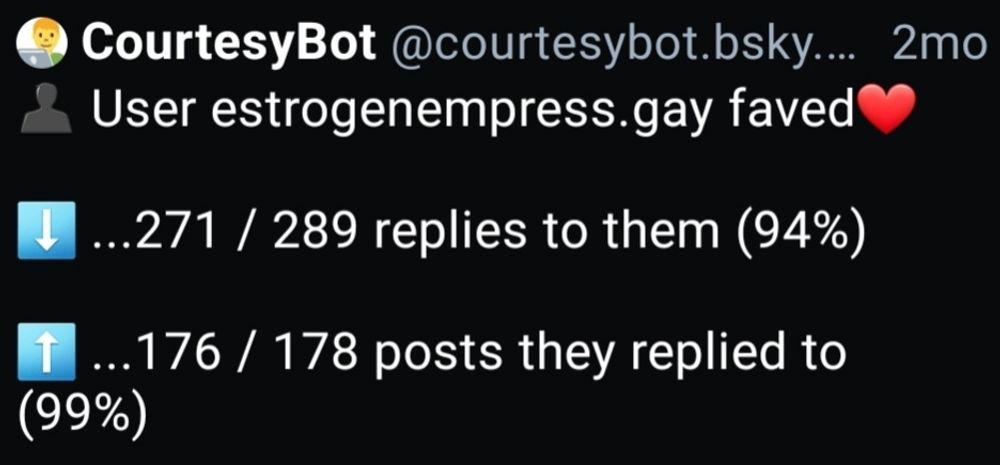 CourtesyBot @courtesybot.bsky.... 2mo
User estrogenempress.gay faved❤️
⬇️ ...271 / 289 replies to them (94%)
⬆️ ...176 / 178 posts they replied to
(99%)